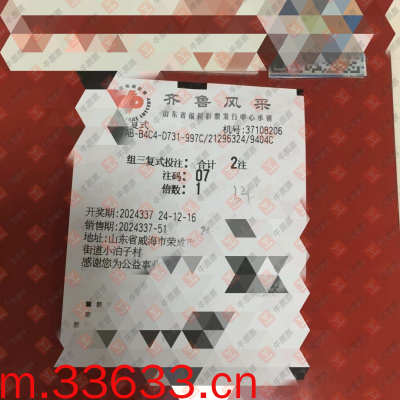 齐鲁风采
山东省福利彩票发行中心承销
复式
机号:37108206
AB-B4C4-D731-997C/21296324/9404C
组三复式投注: 合计 2注
注码: 07
倍数: 1
开奖期:2024337 24-12-16
销售期:2024337-51
地址:山东省威海市荣成
街道小泊子村
感谢您为公益事
m.33633.cn